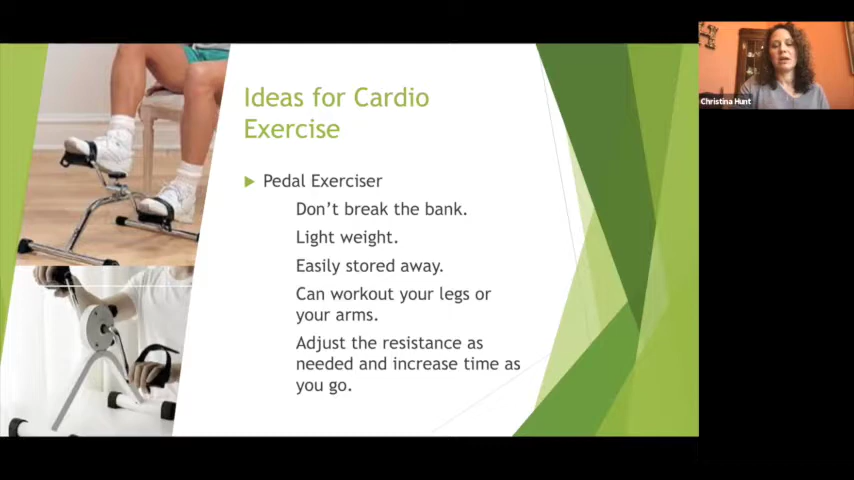 Ideas for Cardio
Exercise
Pedal Exerciser
Don't break the bank.
Light weight.
Easily stored away.
Can workout your legs or
your arms.
Adjust the resistance as
needed and increase time as
you go.
Christina Hunt